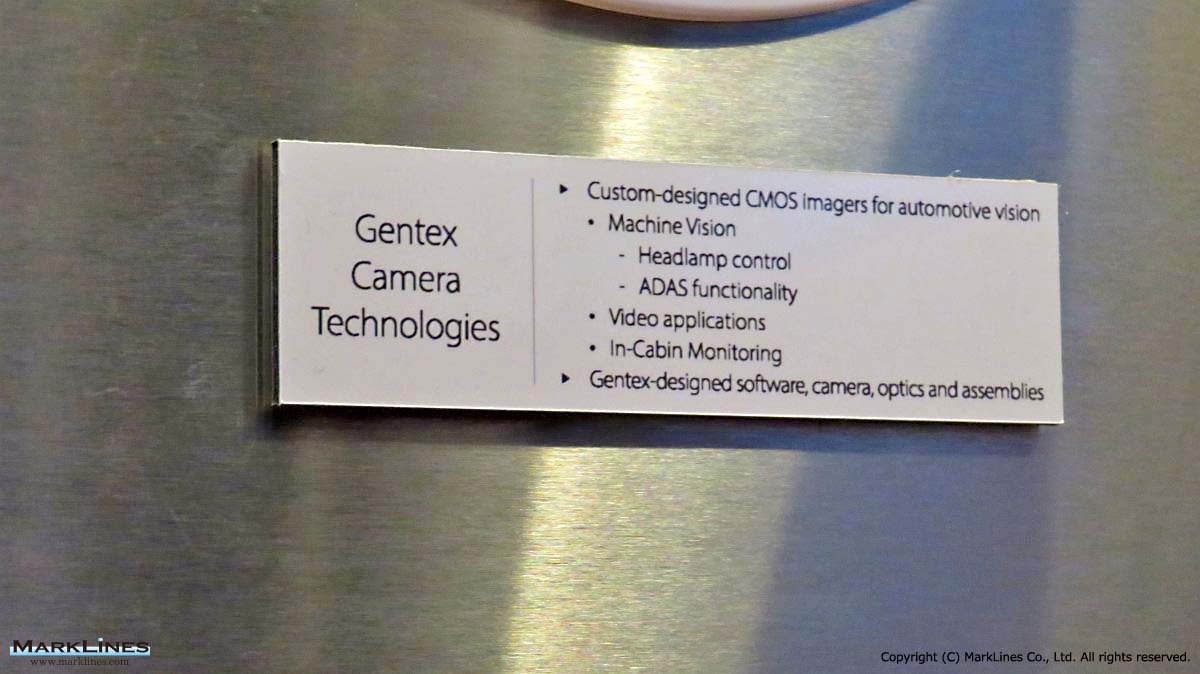 Gentex
Camera
Technologies
▸ Custom-designed CMOS imagers for automotive vision
• Machine Vision
- Headlamp control
- ADAS functionality
• Video applications
• In-Cabin Monitoring
▸ Gentex-designed software, camera, optics and assemblies
MARKLINES
www.marklines.com
Copyright (C) MarkLines Co., Ltd. All rights reserved.